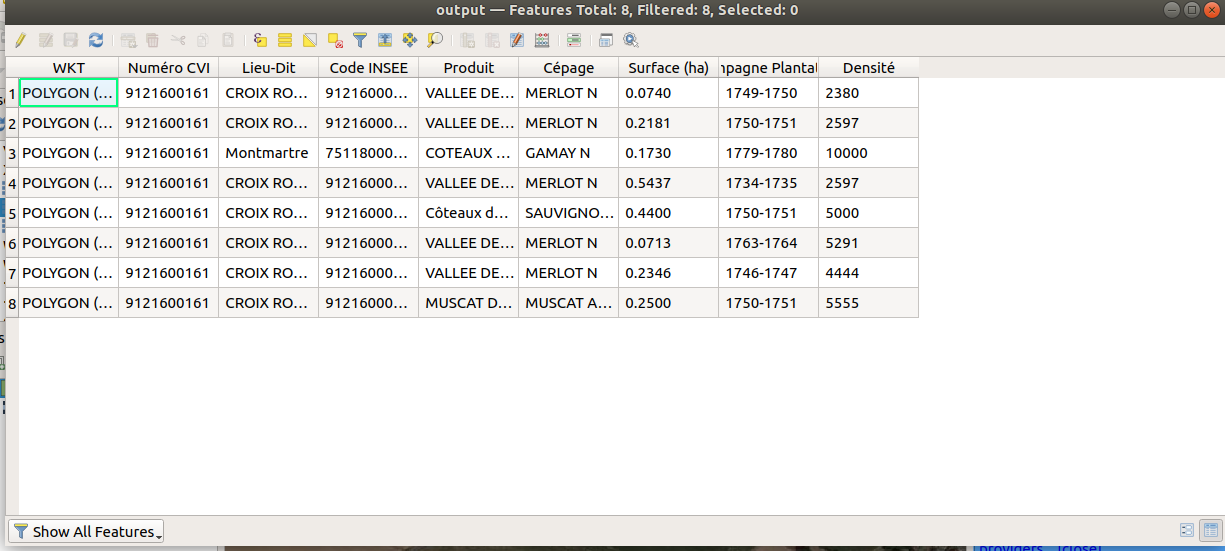 output — Features Total: 8, Filtered: 8, Selected: 0
WKT Numéro CVI Lieu-Dit Code INSEE Produit Cépage Surface (ha) npagne Plantat Densité
1 POLYGON (... 9121600161 CROIX RO... 91216000... VALLEE DE... MERLOT N 0.0740 1749-1750 2380
2 POLYGON (... 9121600161 CROIX RO... 91216000... VALLEE DE... MERLOT N 0.2181 1750-1751 2597
3 POLYGON (... 9121600161 Montmartre 75118000... COTEAUX ... GAMAY N 0.1730 1779-1780 10000
4 POLYGON (... 9121600161 CROIX RO... 91216000... VALLEE DE... MERLOT N 0.5437 1734-1735 2597
5 POLYGON (... 9121600161 CROIX RO... 91216000... Côteaux d... SAUVIGNO... 0.4400 1750-1751 5000
6 POLYGON (... 9121600161 CROIX RO... 91216000... VALLEE DE... MERLOT N 0.0713 1763-1764 5291
7 POLYGON (... 9121600161 CROIX RO... 91216000... VALLEE DE... MERLOT N 0.2346 1746-1747 4444
8 POLYGON (... 9121600161 CROIX RO... 91216000... MUSCAT D... MUSCAT A... 0.2500 1750-1751 5555
Show All Features
providers [close]